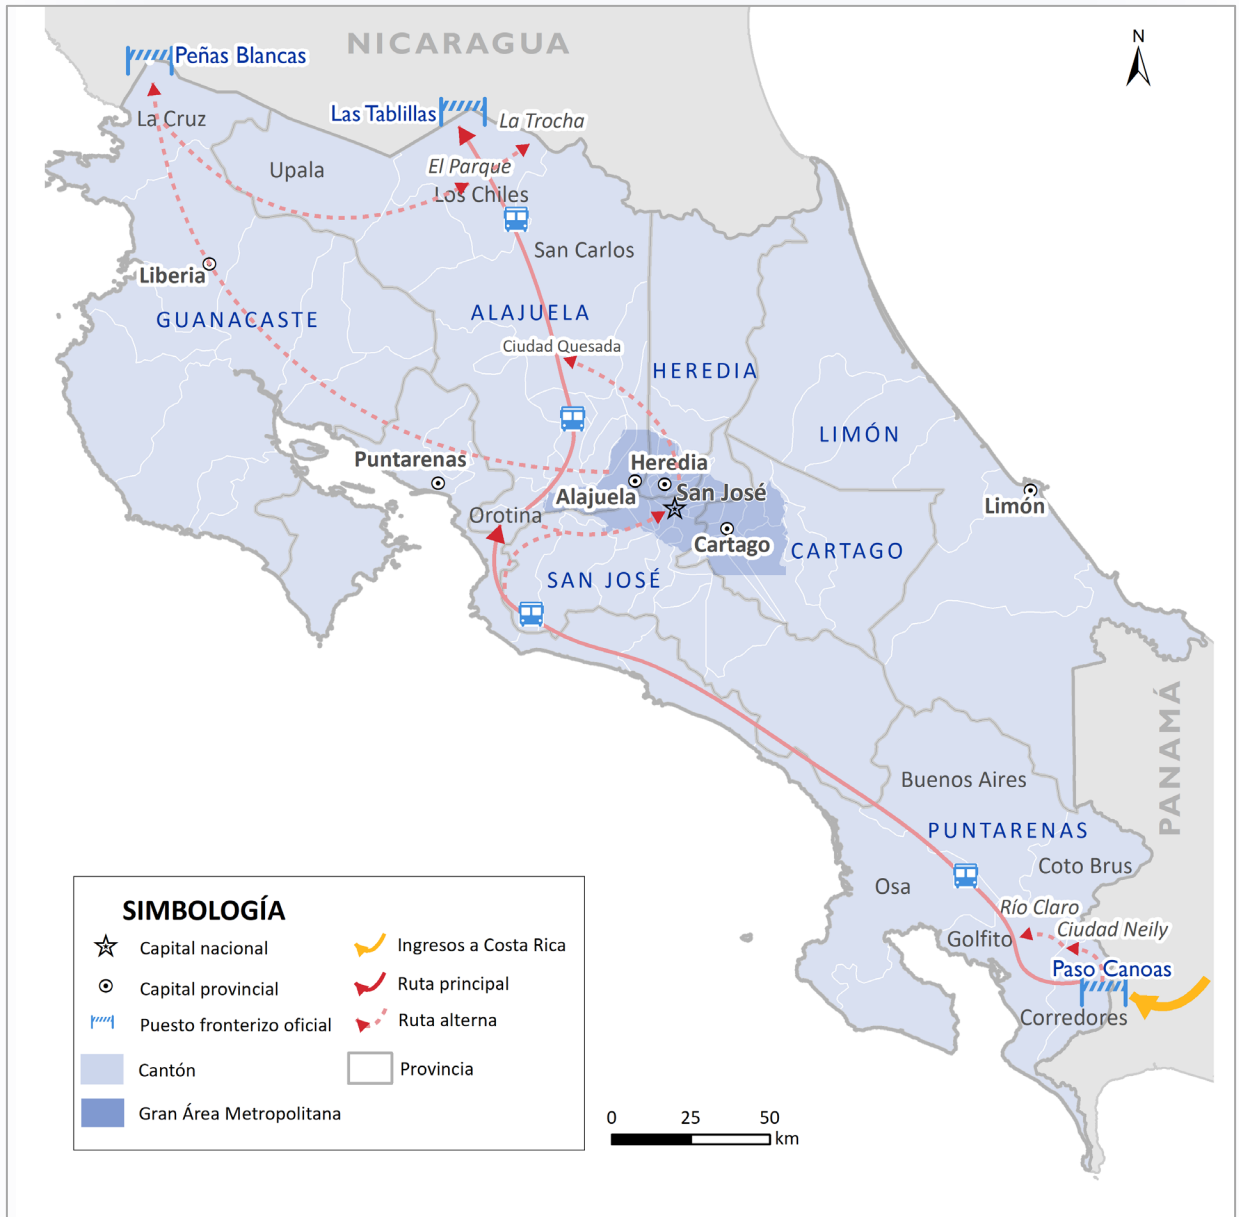 NICARAGUA
N
Peñas Blancas
Las Tablillas
La Trocha
La Cruz
El Parque
Upala
Los Chiles
San Carlos
Liberia
GUANACASTE
ALAJUELA
Ciudad Quesada
HEREDIA
LIMÓN
Puntarenas
Heredia
Alajuela
San José
Limón
Orotina
Cartago
CARTAGO
SAN JOSÉ
PANAMÁ
Buenos Aires
PUNTARENAS
Coto Brus
Osa
Río Claro
Ciudad Neily
Golfito
Paso Canoas
Corredores
SIMBOLOGÍA
Capital nacional
Ingresos a Costa Rica
Capital provincial
Ruta principal
Puesto fronterizo oficial
Ruta alterna
Cantón
Provincia
Gran Área Metropolitana
0 25 50
km